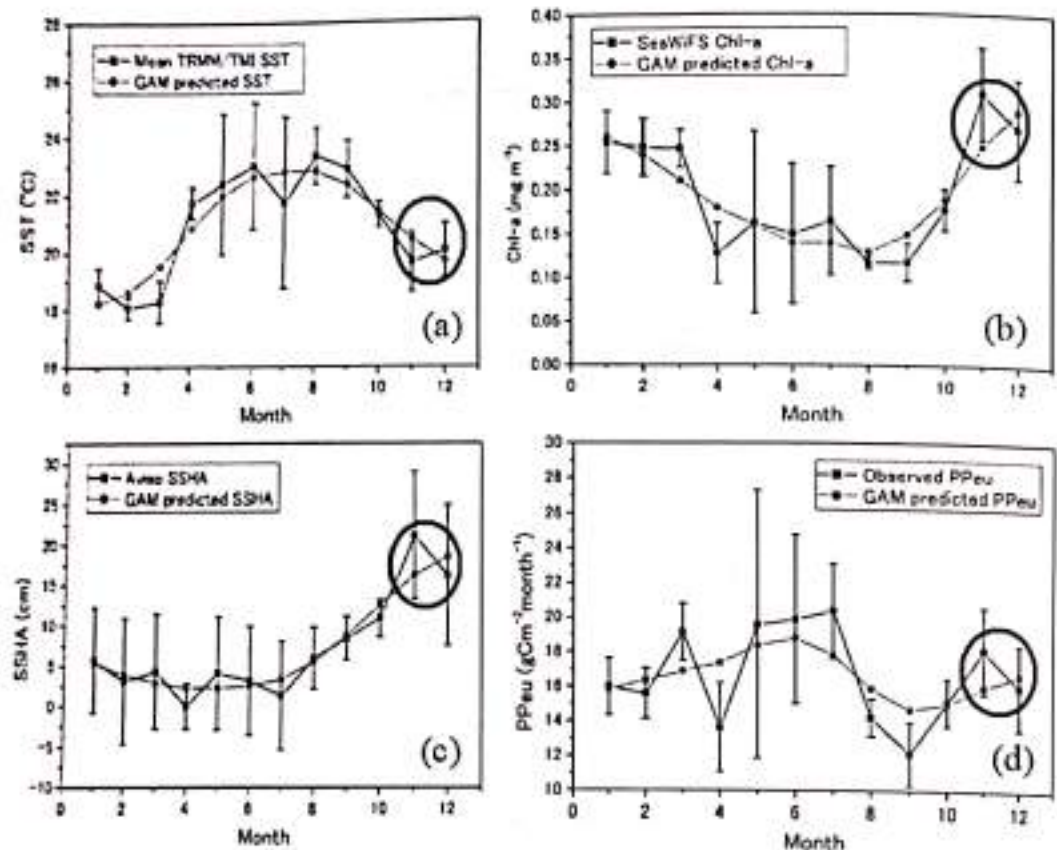 Mean TRMM/TMI SST
GAM predicted SST
SST (°C)
28
26
24
22
20
18
16
0 2 4 6 8 10 12
Month
(a)
SeaWiFS Chl-a
GAM predicted Chl-a
Chl-a (mg m⁻³)
0.40
0.35
0.30
0.25
0.20
0.15
0.10
0.05
0.00
0 2 4 6 8 10 12
Month
(b)
Aviso SSHA
GAM predicted SSHA
SSHA (cm)
30
25
20
15
10
5
0
-5
-10
0 2 4 6 8 10 12
Month
(c)
Observed PPeu
GAM predicted PPeu
PPeu (gCm⁻²month⁻¹)
30
28
26
24
22
20
18
16
14
12
10
0 2 4 6 8 10 12
Month
(d)